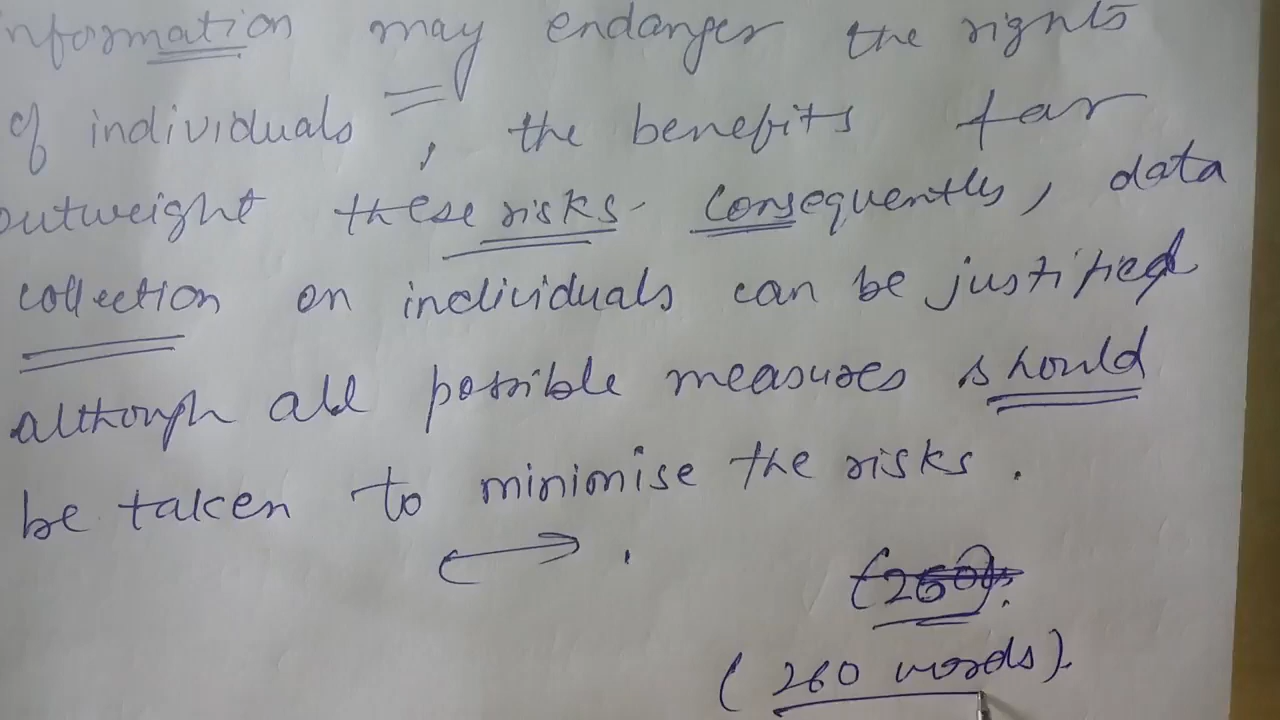 nformation may endanger the rights
of individuals, the benefits far
outweight these risks. Consequently, data
collection on individuals can be justified
although all possible measures should
be taken to minimise the risks.
(260).
(260 words).